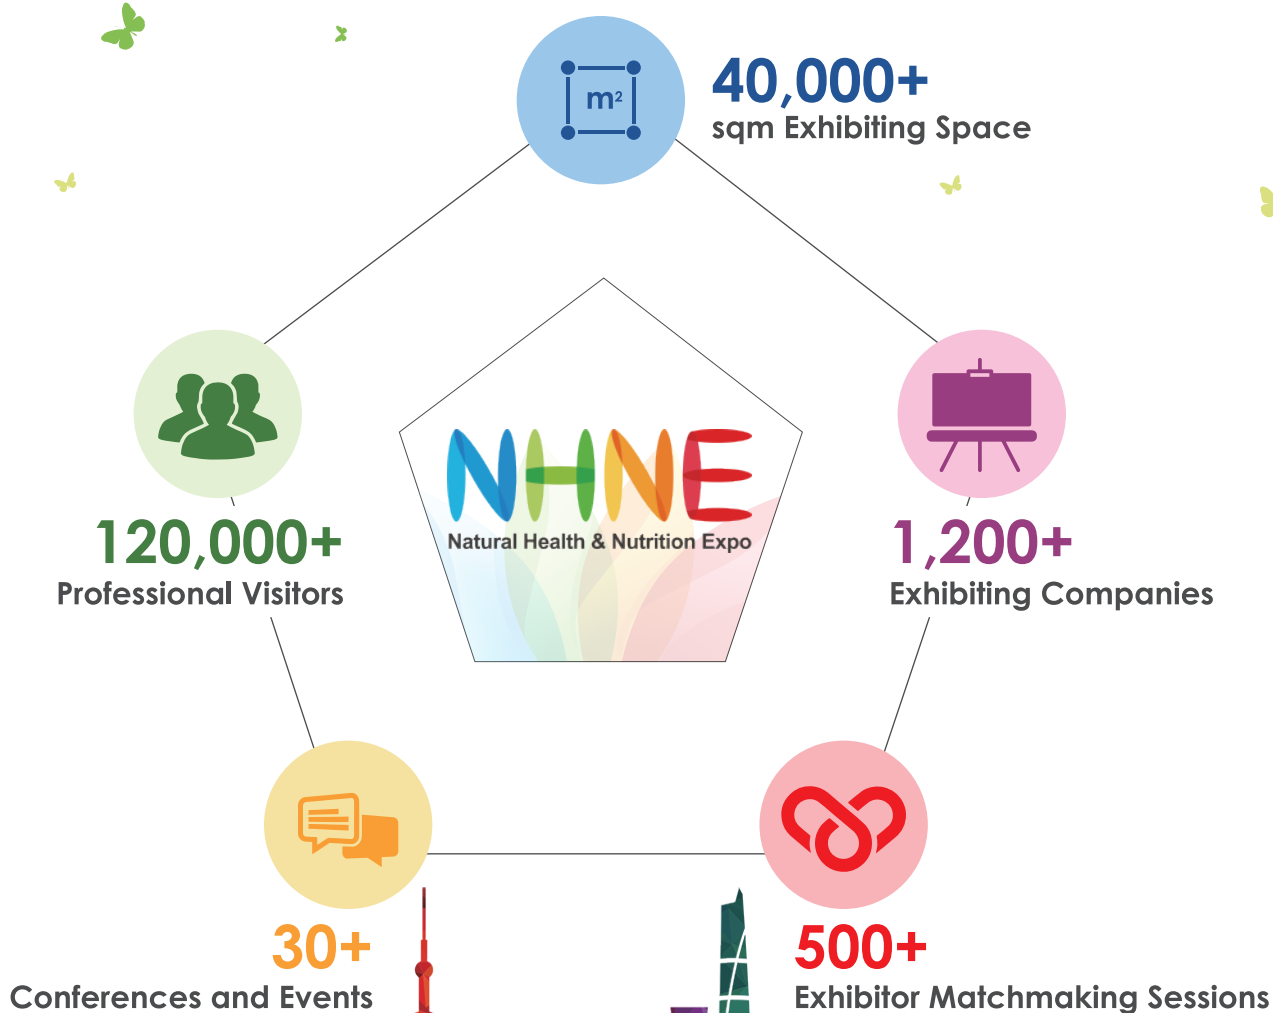 m²
40,000+
sqm Exhibiting Space
120,000+
Professional Visitors
NHNE
Natural Health & Nutrition Expo
1,200+
Exhibiting Companies
30+
Conferences and Events
500+
Exhibitor Matchmaking Sessions